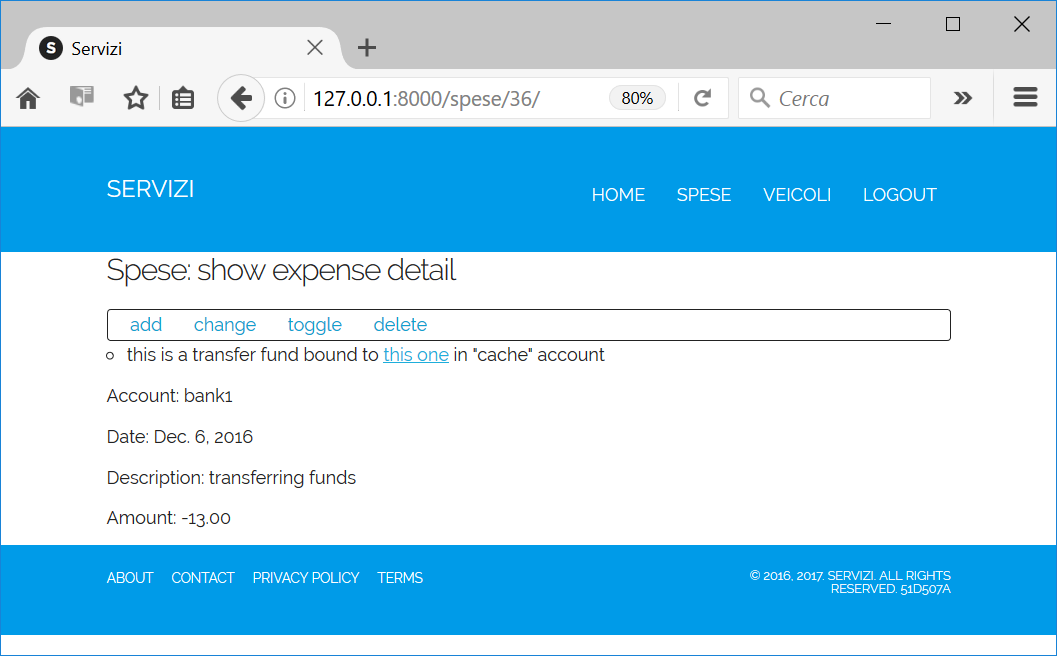 S Servizi
127.0.0.1:8000/spese/36/ 80% Cerca
SERVIZI
HOME SPESE VEICOLI LOGOUT
Spese: show expense detail
add change toggle delete
this is a transfer fund bound to this one in "cache" account
Account: bank1
Date: Dec. 6, 2016
Description: transferring funds
Amount: -13.00
ABOUT CONTACT PRIVACY POLICY TERMS
© 2016, 2017. SERVIZI. ALL RIGHTS
RESERVED. 51D507A